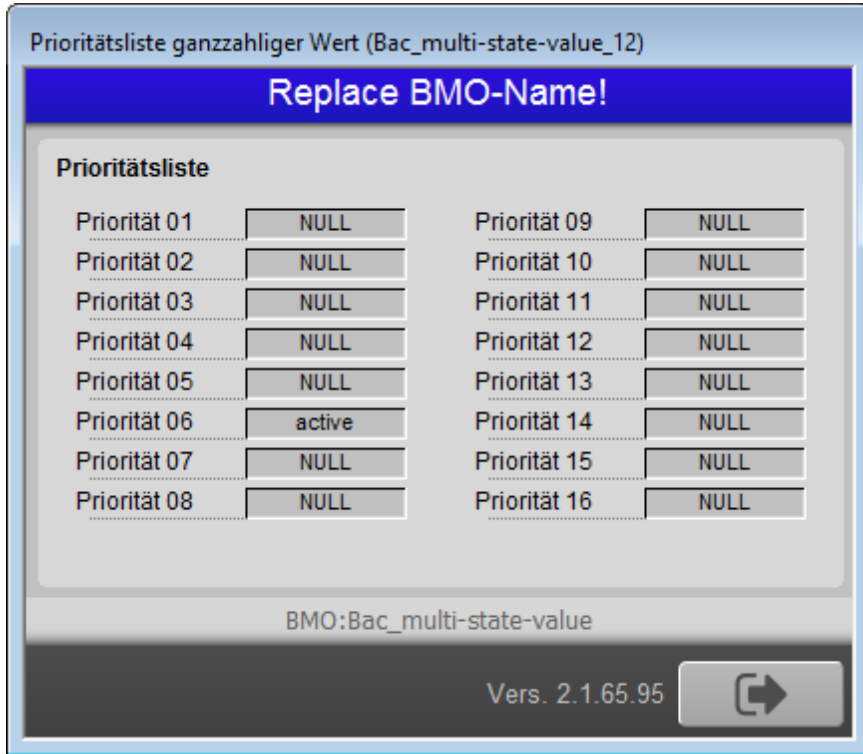 Prioritätsliste ganzzahliger Wert (Bac_multi-state-value_12)
Replace BMO-Name!
Prioritätsliste
Priorität 01 NULL
Priorität 02 NULL
Priorität 03 NULL
Priorität 04 NULL
Priorität 05 NULL
Priorität 06 active
Priorität 07 NULL
Priorität 08 NULL
Priorität 09 NULL
Priorität 10 NULL
Priorität 11 NULL
Priorität 12 NULL
Priorität 13 NULL
Priorität 14 NULL
Priorität 15 NULL
Priorität 16 NULL
BMO:Bac_multi-state-value
Vers. 2.1.65.95